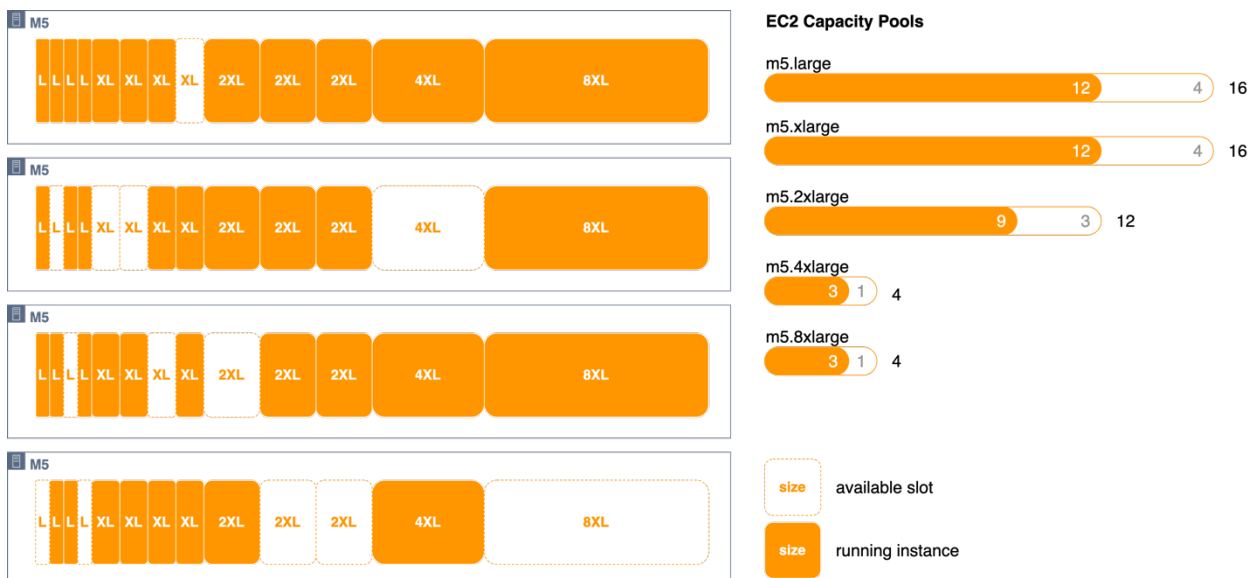 M5
L L L L XL XL XL XL 2XL 2XL 2XL 4XL 8XL
M5
L L L L XL XL XL XL 2XL 2XL 2XL 4XL 8XL
M5
L L L L XL XL XL XL 2XL 2XL 2XL 4XL 8XL
M5
L L L L XL XL XL XL 2XL 2XL 2XL 4XL 8XL
EC2 Capacity Pools
m5.large
12 4 16
m5.xlarge
12 4 16
m5.2xlarge
9 3 12
m5.4xlarge
3 1 4
m5.8xlarge
3 1 4
size available slot
size running instance